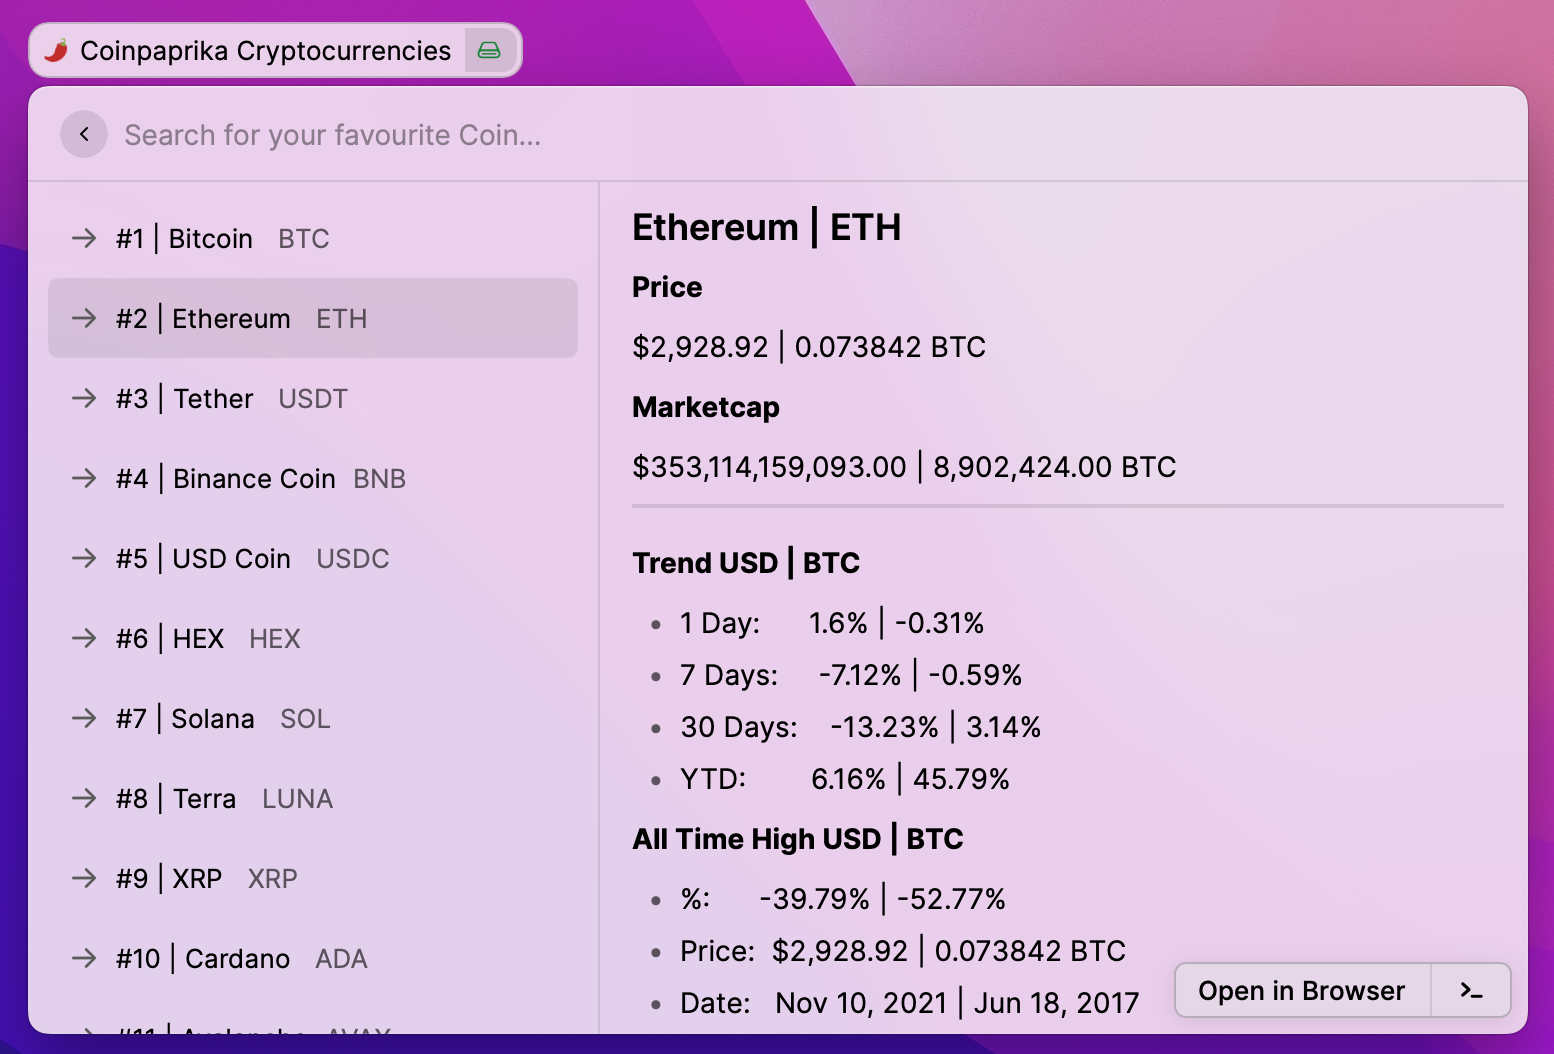 Coinpaprika Cryptocurrencies
Search for your favourite Coin...
#1 | Bitcoin BTC
#2 | Ethereum ETH
#3 | Tether USDT
#4 | Binance Coin BNB
#5 | USD Coin USDC
#6 | HEX HEX
#7 | Solana SOL
#8 | Terra LUNA
#9 | XRP XRP
#10 | Cardano ADA
#11 | Avalanche AVAX
Ethereum | ETH
Price
$2,928.92 | 0.073842 BTC
Marketcap
$353,114,159,093.00 | 8,902,424.00 BTC
Trend USD | BTC
• 1 Day: 1.6% | -0.31%
• 7 Days: -7.12% | -0.59%
• 30 Days: -13.23% | 3.14%
• YTD: 6.16% | 45.79%
All Time High USD | BTC
• %: -39.79% | -52.77%
• Price: $2,928.92 | 0.073842 BTC
• Date: Nov 10, 2021 | Jun 18, 2017
Open in Browser